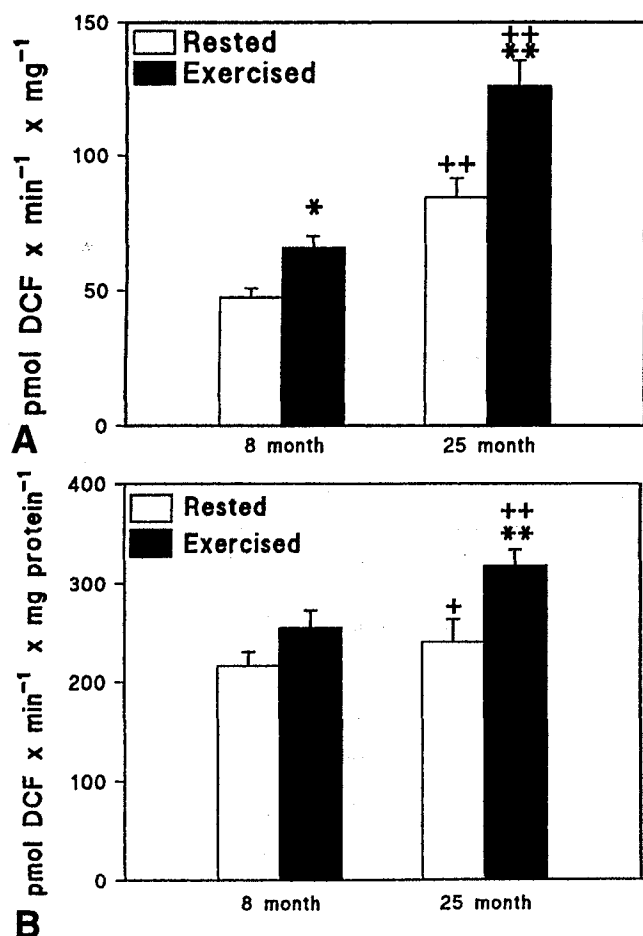 pmol DCF x min⁻¹ x mg⁻¹
150
100
50
0
Rested
Exercised
*
++
++
**
8 month
25 month
A
pmol DCF x min⁻¹ x mg protein⁻¹
400
300
200
100
0
Rested
Exercised
+
++
**
8 month
25 month
B